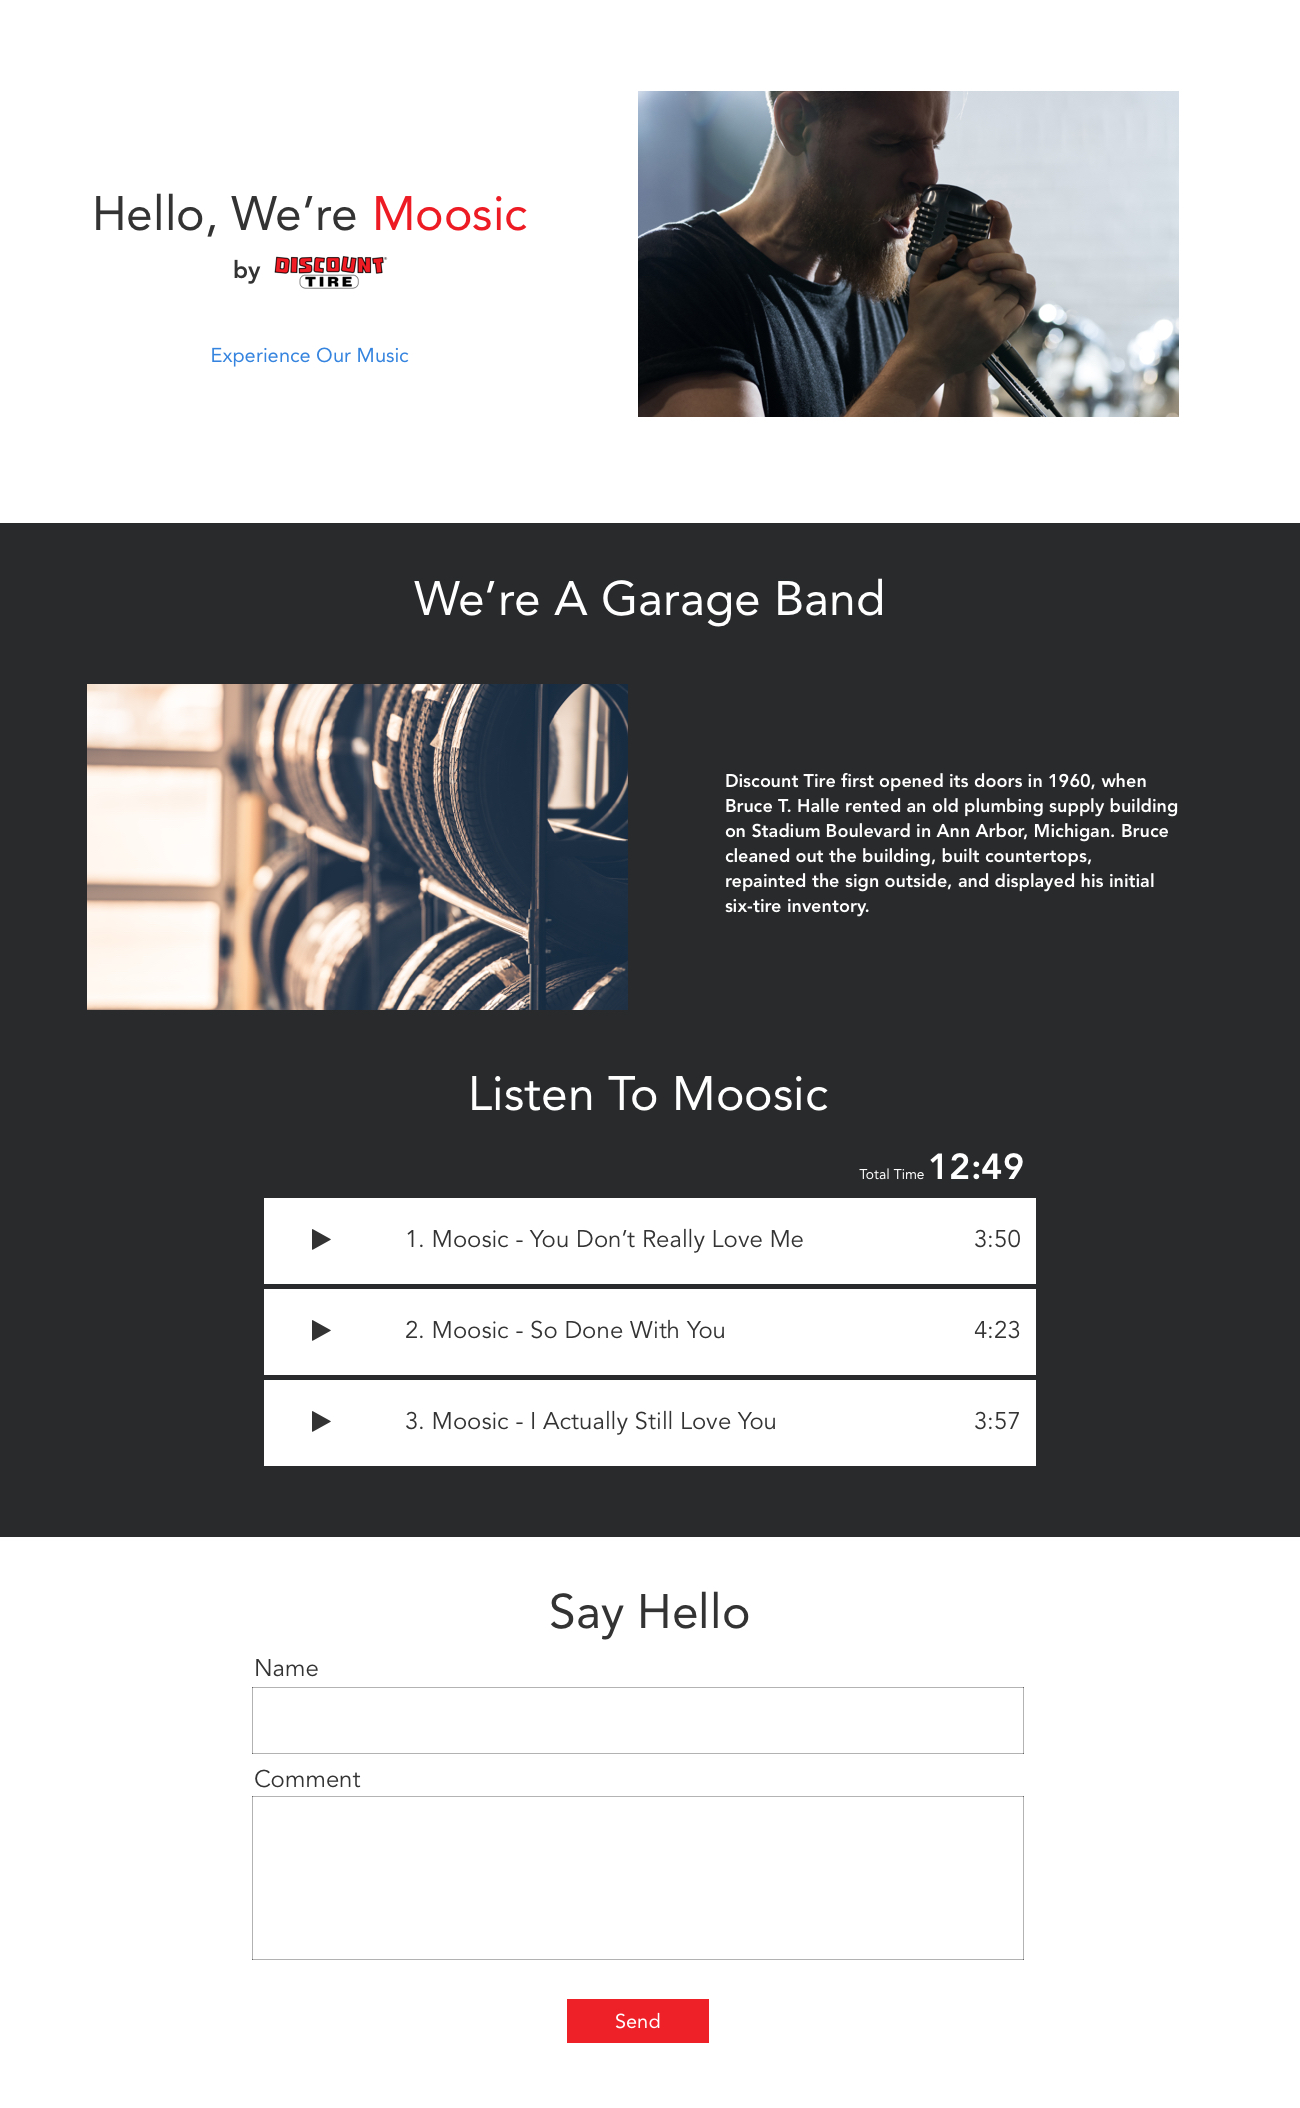 Hello, We’re Moosic
by DISCOUNT TIRE
Experience Our Music
We’re A Garage Band
Discount Tire first opened its doors in 1960, when
Bruce T. Halle rented an old plumbing supply building
on Stadium Boulevard in Ann Arbor, Michigan. Bruce
cleaned out the building, built countertops,
repainted the sign outside, and displayed his initial
six-tire inventory.
Listen To Moosic
Total Time 12:49
1. Moosic - You Don’t Really Love Me 3:50
2. Moosic - So Done With You 4:23
3. Moosic - I Actually Still Love You 3:57
Say Hello
Name
Comment
Send